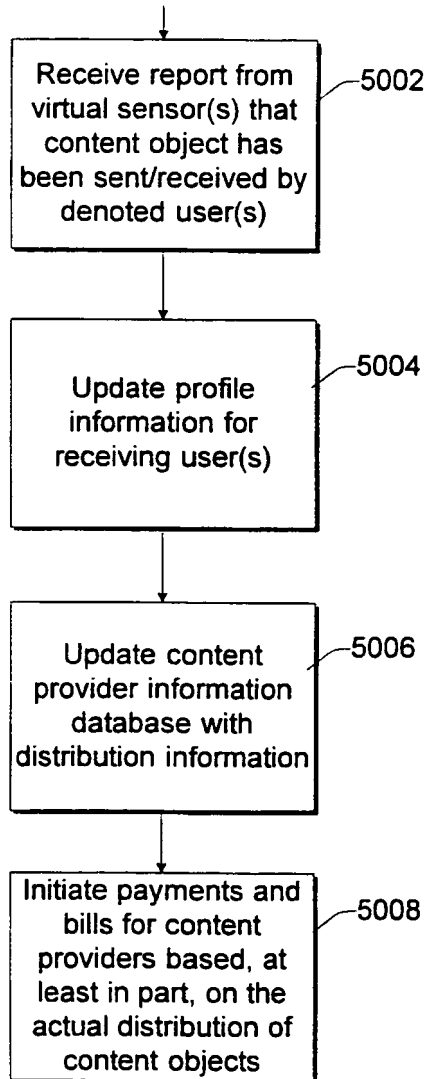 Receive report from
virtual sensor(s) that
content object has
been sent/received by
denoted user(s)
5002
Update profile
information for
receiving user(s)
5004
Update content
provider information
database with
distribution information
5006
Initiate payments and
bills for content
providers based, at
least in part, on the
actual distribution of
content objects
5008